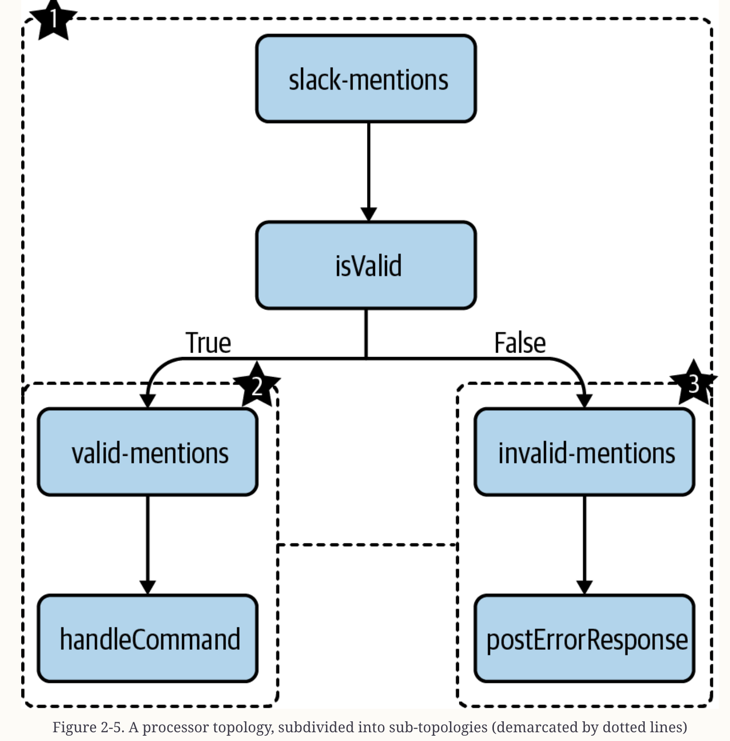 1
slack-mentions
isValid
True
False
2
3
valid-mentions
invalid-mentions
handleCommand
postErrorResponse
Figure 2-5. A processor topology, subdivided into sub-topologies (demarcated by dotted lines)